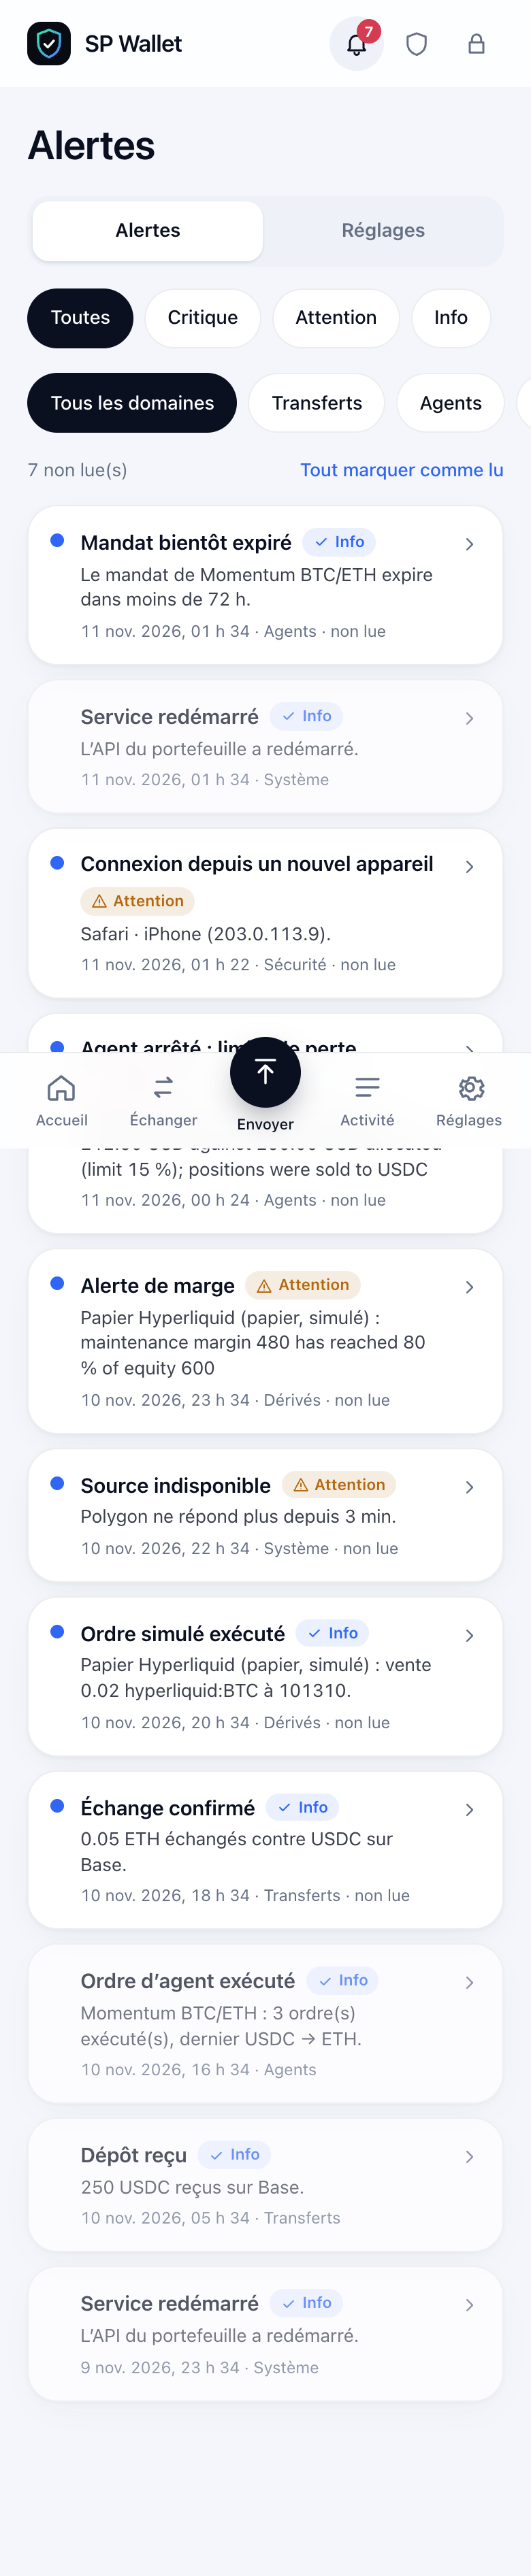 SP Wallet
7
Alertes
Alertes
Réglages
Toutes
Critique
Attention
Info
Tous les domaines
Transferts
Agents
7 non lue(s)
Tout marquer comme lu
Mandat bientôt expiré
Info
Le mandat de Momentum BTC/ETH expire
dans moins de 72 h.
11 nov. 2026, 01 h 34 · Agents · non lue
Service redémarré
Info
L’API du portefeuille a redémarré.
11 nov. 2026, 01 h 34 · Système
Connexion depuis un nouvel appareil
Attention
Safari · iPhone (203.0.113.9).
11 nov. 2026, 01 h 22 · Sécurité · non lue
Agent arrêté : perte
Accueil
Échanger
Envoyer
Activité
Réglages
(limit 15 %); positions were sold to USDC
11 nov. 2026, 00 h 24 · Agents · non lue
Alerte de marge
Attention
Papier Hyperliquid (papier, simulé) :
maintenance margin 480 has reached 80
% of equity 600
10 nov. 2026, 23 h 34 · Dérivés · non lue
Source indisponible
Attention
Polygon ne répond plus depuis 3 min.
10 nov. 2026, 22 h 34 · Système · non lue
Ordre simulé exécuté
Info
Papier Hyperliquid (papier, simulé) : vente
0.02 hyperliquid:BTC à 101310.
10 nov. 2026, 20 h 34 · Dérivés · non lue
Échange confirmé
Info
0.05 ETH échangés contre USDC sur
Base.
10 nov. 2026, 18 h 34 · Transferts · non lue
Ordre d’agent exécuté
Info
Momentum BTC/ETH : 3 ordre(s)
exécuté(s), dernier USDC → ETH.
10 nov. 2026, 16 h 34 · Agents
Dépôt reçu
Info
250 USDC reçus sur Base.
10 nov. 2026, 05 h 34 · Transferts
Service redémarré
Info
L’API du portefeuille a redémarré.
9 nov. 2026, 23 h 34 · Système